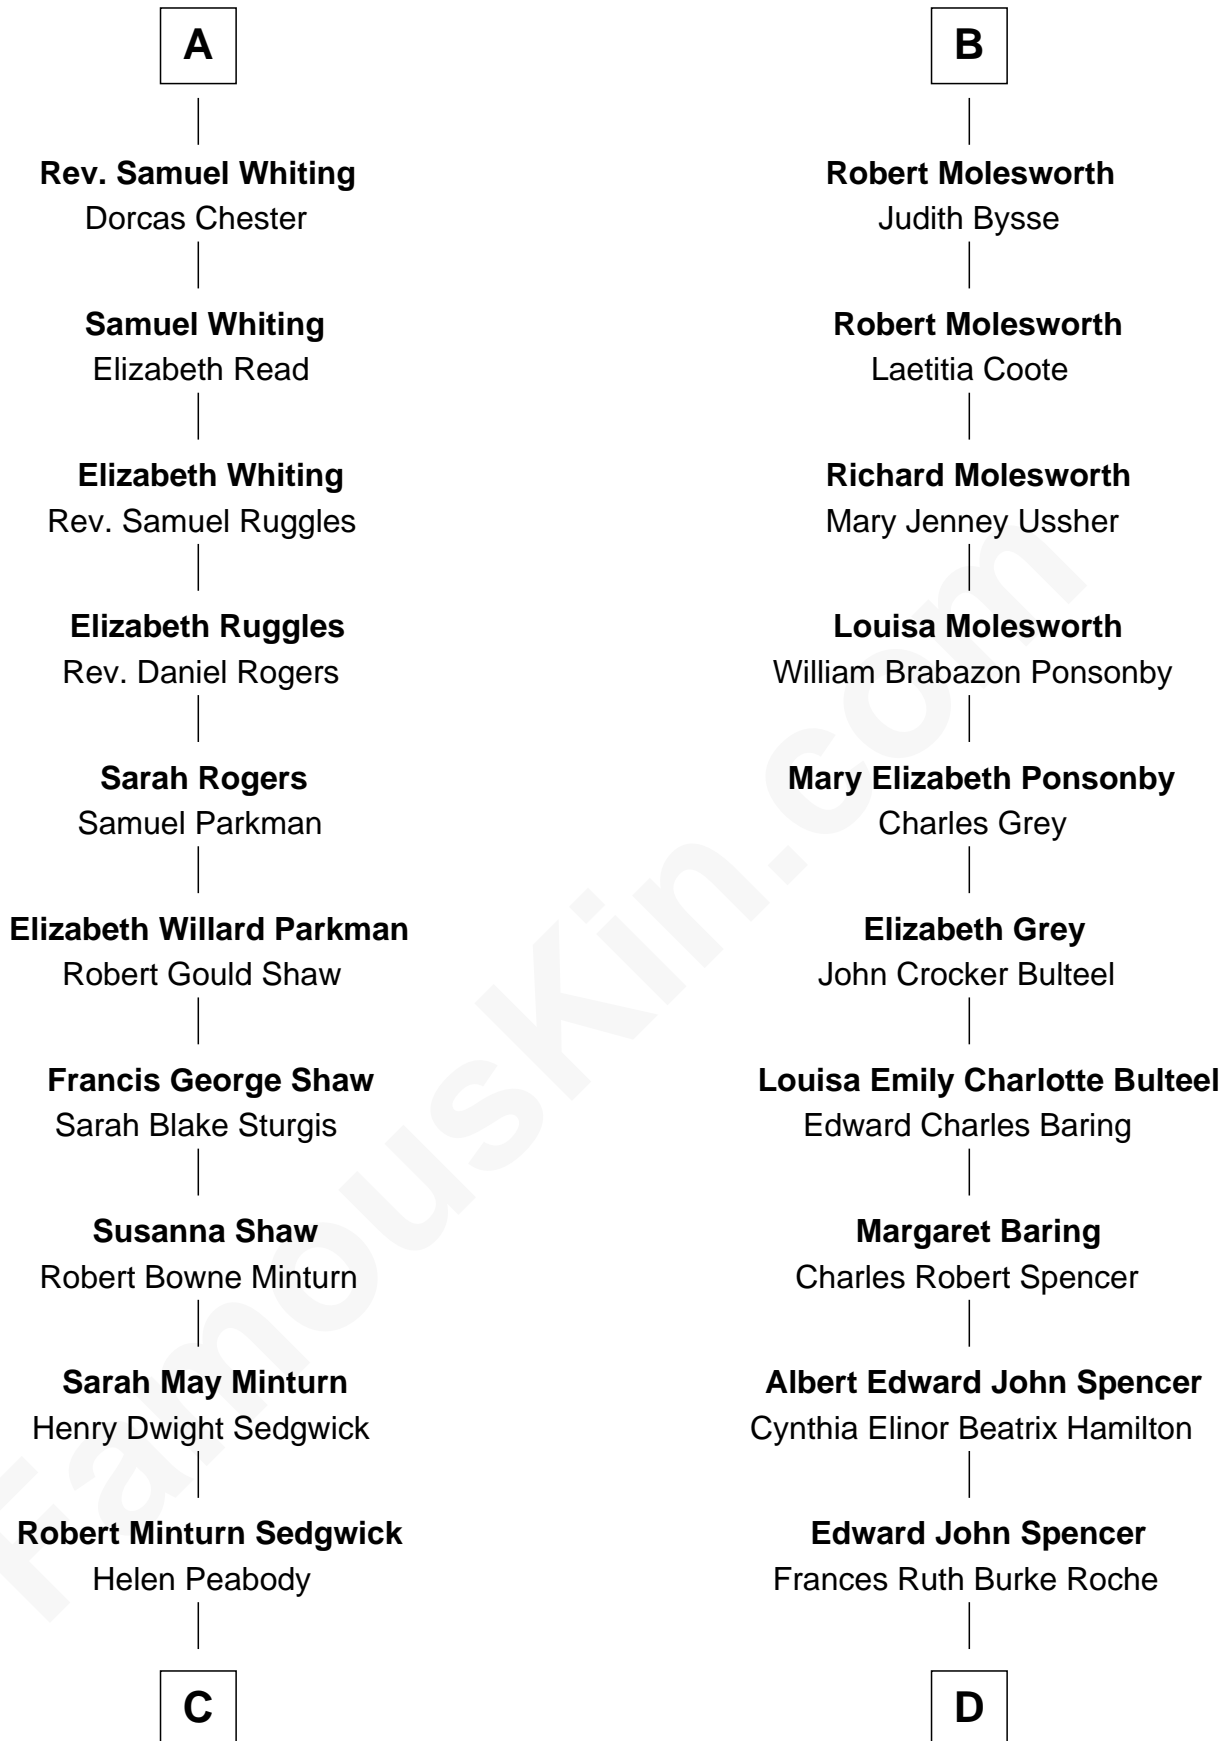 A
Rev. Samuel Whiting
Dorcas Chester
Samuel Whiting
Elizabeth Read
Elizabeth Whiting
Rev. Samuel Ruggles
Elizabeth Ruggles
Rev. Daniel Rogers
Sarah Rogers
Samuel Parkman
Elizabeth Willard Parkman
Robert Gould Shaw
Francis George Shaw
Sarah Blake Sturgis
Susanna Shaw
Robert Bowne Minturn
Sarah May Minturn
Henry Dwight Sedgwick
Robert Minturn Sedgwick
Helen Peabody
C
B
Robert Molesworth
Judith Bysse
Robert Molesworth
Laetitia Coote
Richard Molesworth
Mary Jenney Ussher
Louisa Molesworth
William Brabazon Ponsonby
Mary Elizabeth Ponsonby
Charles Grey
Elizabeth Grey
John Crocker Bulteel
Louisa Emily Charlotte Bulteel
Edward Charles Baring
Margaret Baring
Charles Robert Spencer
Albert Edward John Spencer
Cynthia Elinor Beatrix Hamilton
Edward John Spencer
Frances Ruth Burke Roche
D
FamousKin.com